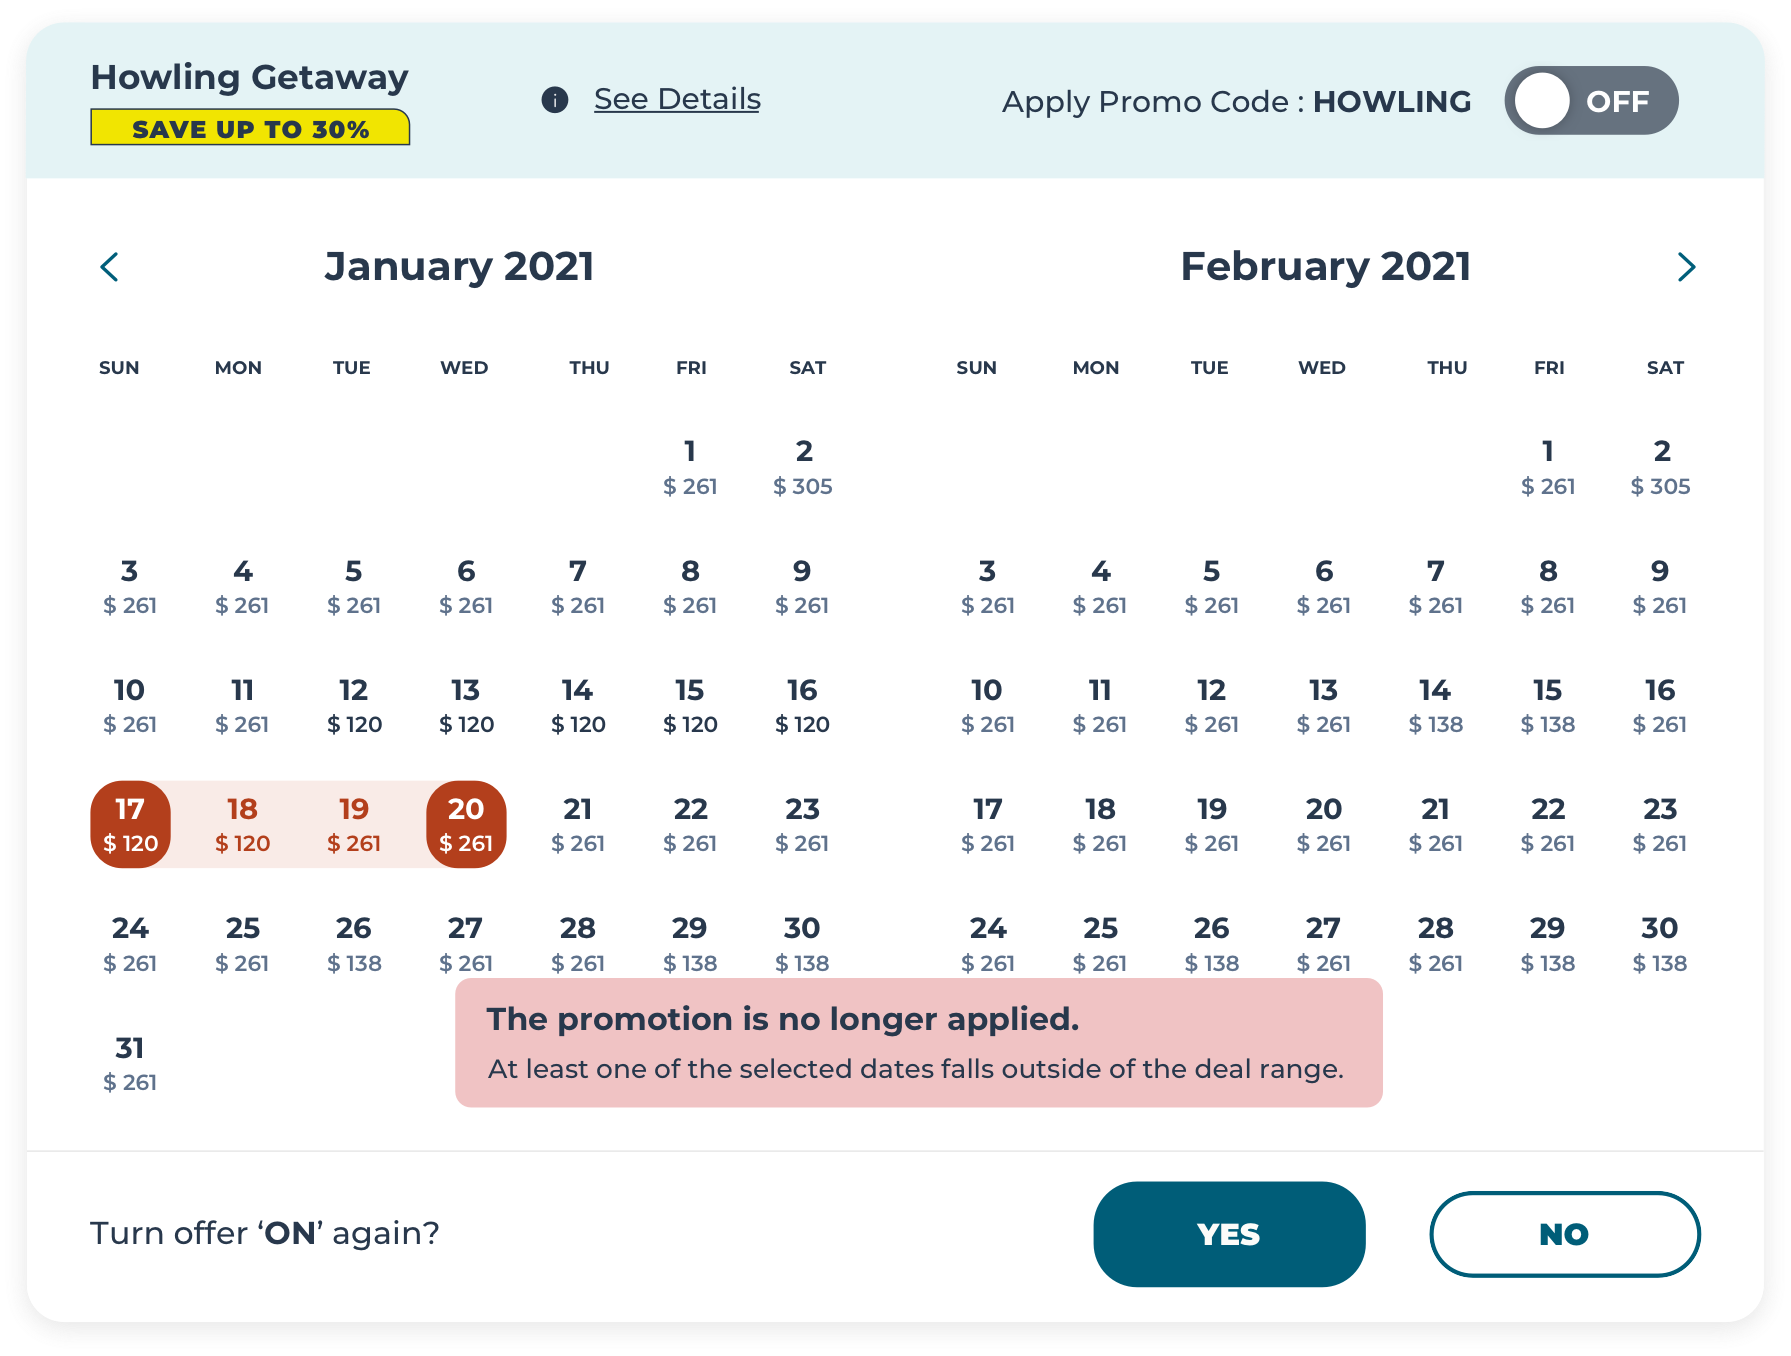 Howling Getaway
SAVE UP TO 30%
i See Details
Apply Promo Code : HOWLING OFF
January 2021
SUN MON TUE WED THU FRI SAT
1 2
$ 261 $ 305
3 4 5 6 7 8 9
$ 261 $ 261 $ 261 $ 261 $ 261 $ 261 $ 261
10 11 12 13 14 15 16
$ 261 $ 261 $ 120 $ 120 $ 120 $ 120 $ 120
17 18 19 20 21 22 23
$ 120 $ 120 $ 261 $ 261 $ 261 $ 261 $ 261
24 25 26 27 28 29 30
$ 261 $ 261 $ 138 $ 261 $ 261 $ 138 $ 138
31
$ 261
February 2021
SUN MON TUE WED THU FRI SAT
1 2
$ 261 $ 305
3 4 5 6 7 8 9
$ 261 $ 261 $ 261 $ 261 $ 261 $ 261 $ 261
10 11 12 13 14 15 16
$ 261 $ 261 $ 261 $ 261 $ 138 $ 138 $ 261
17 18 19 20 21 22 23
$ 261 $ 261 $ 261 $ 261 $ 261 $ 261 $ 261
24 25 26 27 28 29 30
$ 261 $ 261 $ 138 $ 261 $ 261 $ 138 $ 138
The promotion is no longer applied.
At least one of the selected dates falls outside of the deal range.
Turn offer ‘ON’ again?
YES
NO